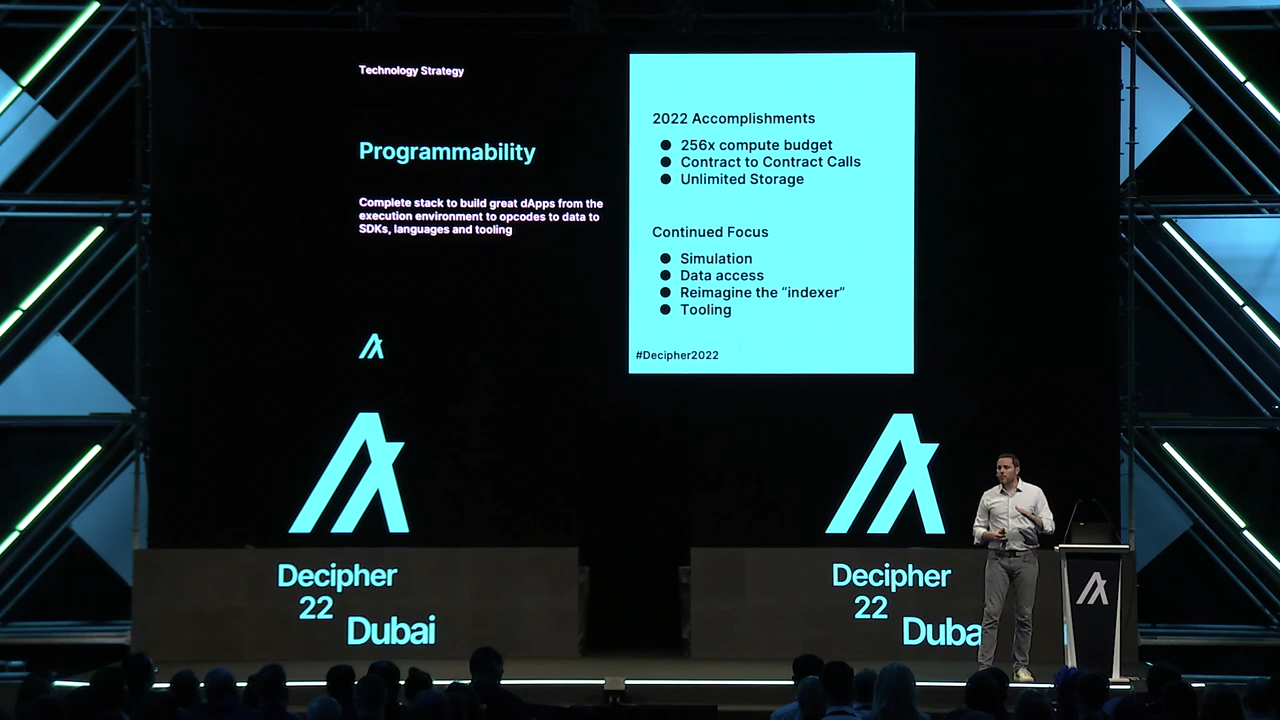 Technology Strategy
Programmability
Complete stack to build great dApps from the
execution environment to opcodes to data to
SDKs, languages and tooling
2022 Accomplishments
● 256x compute budget
● Contract to Contract Calls
● Unlimited Storage
Continued Focus
● Simulation
● Data access
● Reimagine the “indexer”
● Tooling
#Decipher2022
Decipher
22
Dubai
Decipher
22
Duba